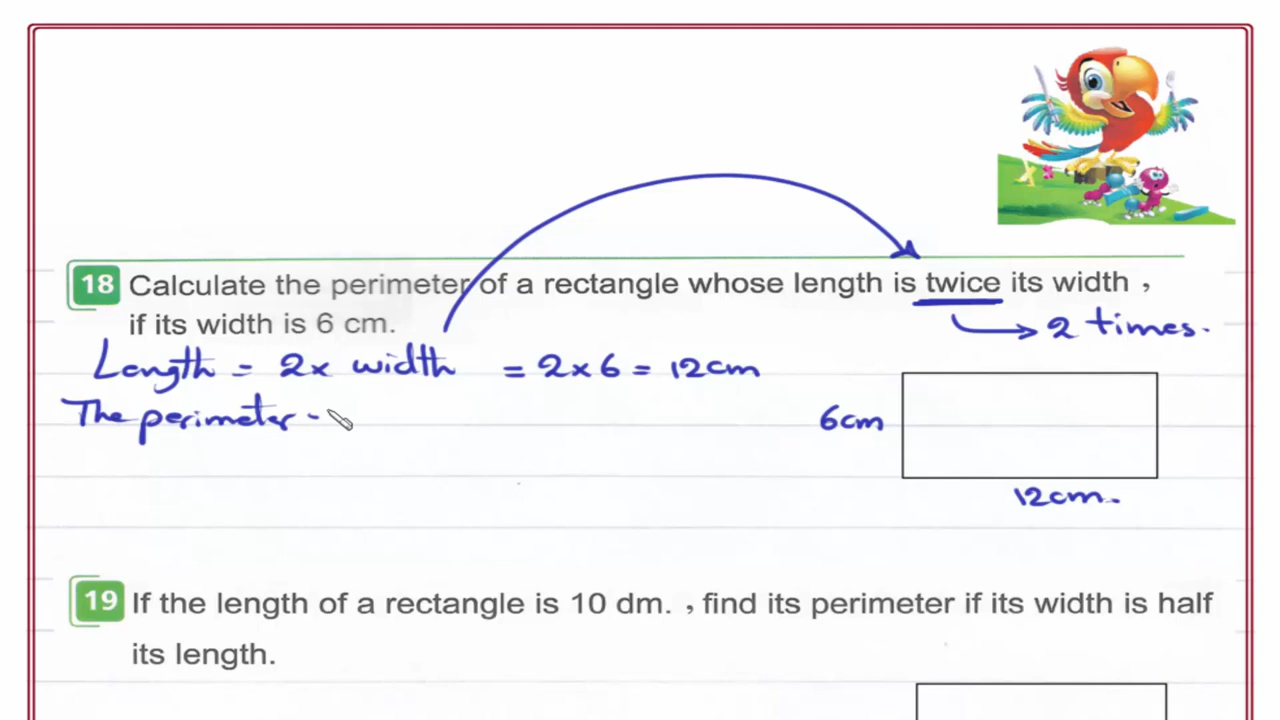 18 Calculate the perimeter of a rectangle whose length is twice its width ,
if its width is 6 cm.
2 times.
Length = 2x width = 2x6 = 12cm
The perimeter -
6cm
12cm.
19 If the length of a rectangle is 10 dm. , find its perimeter if its width is half
its length.